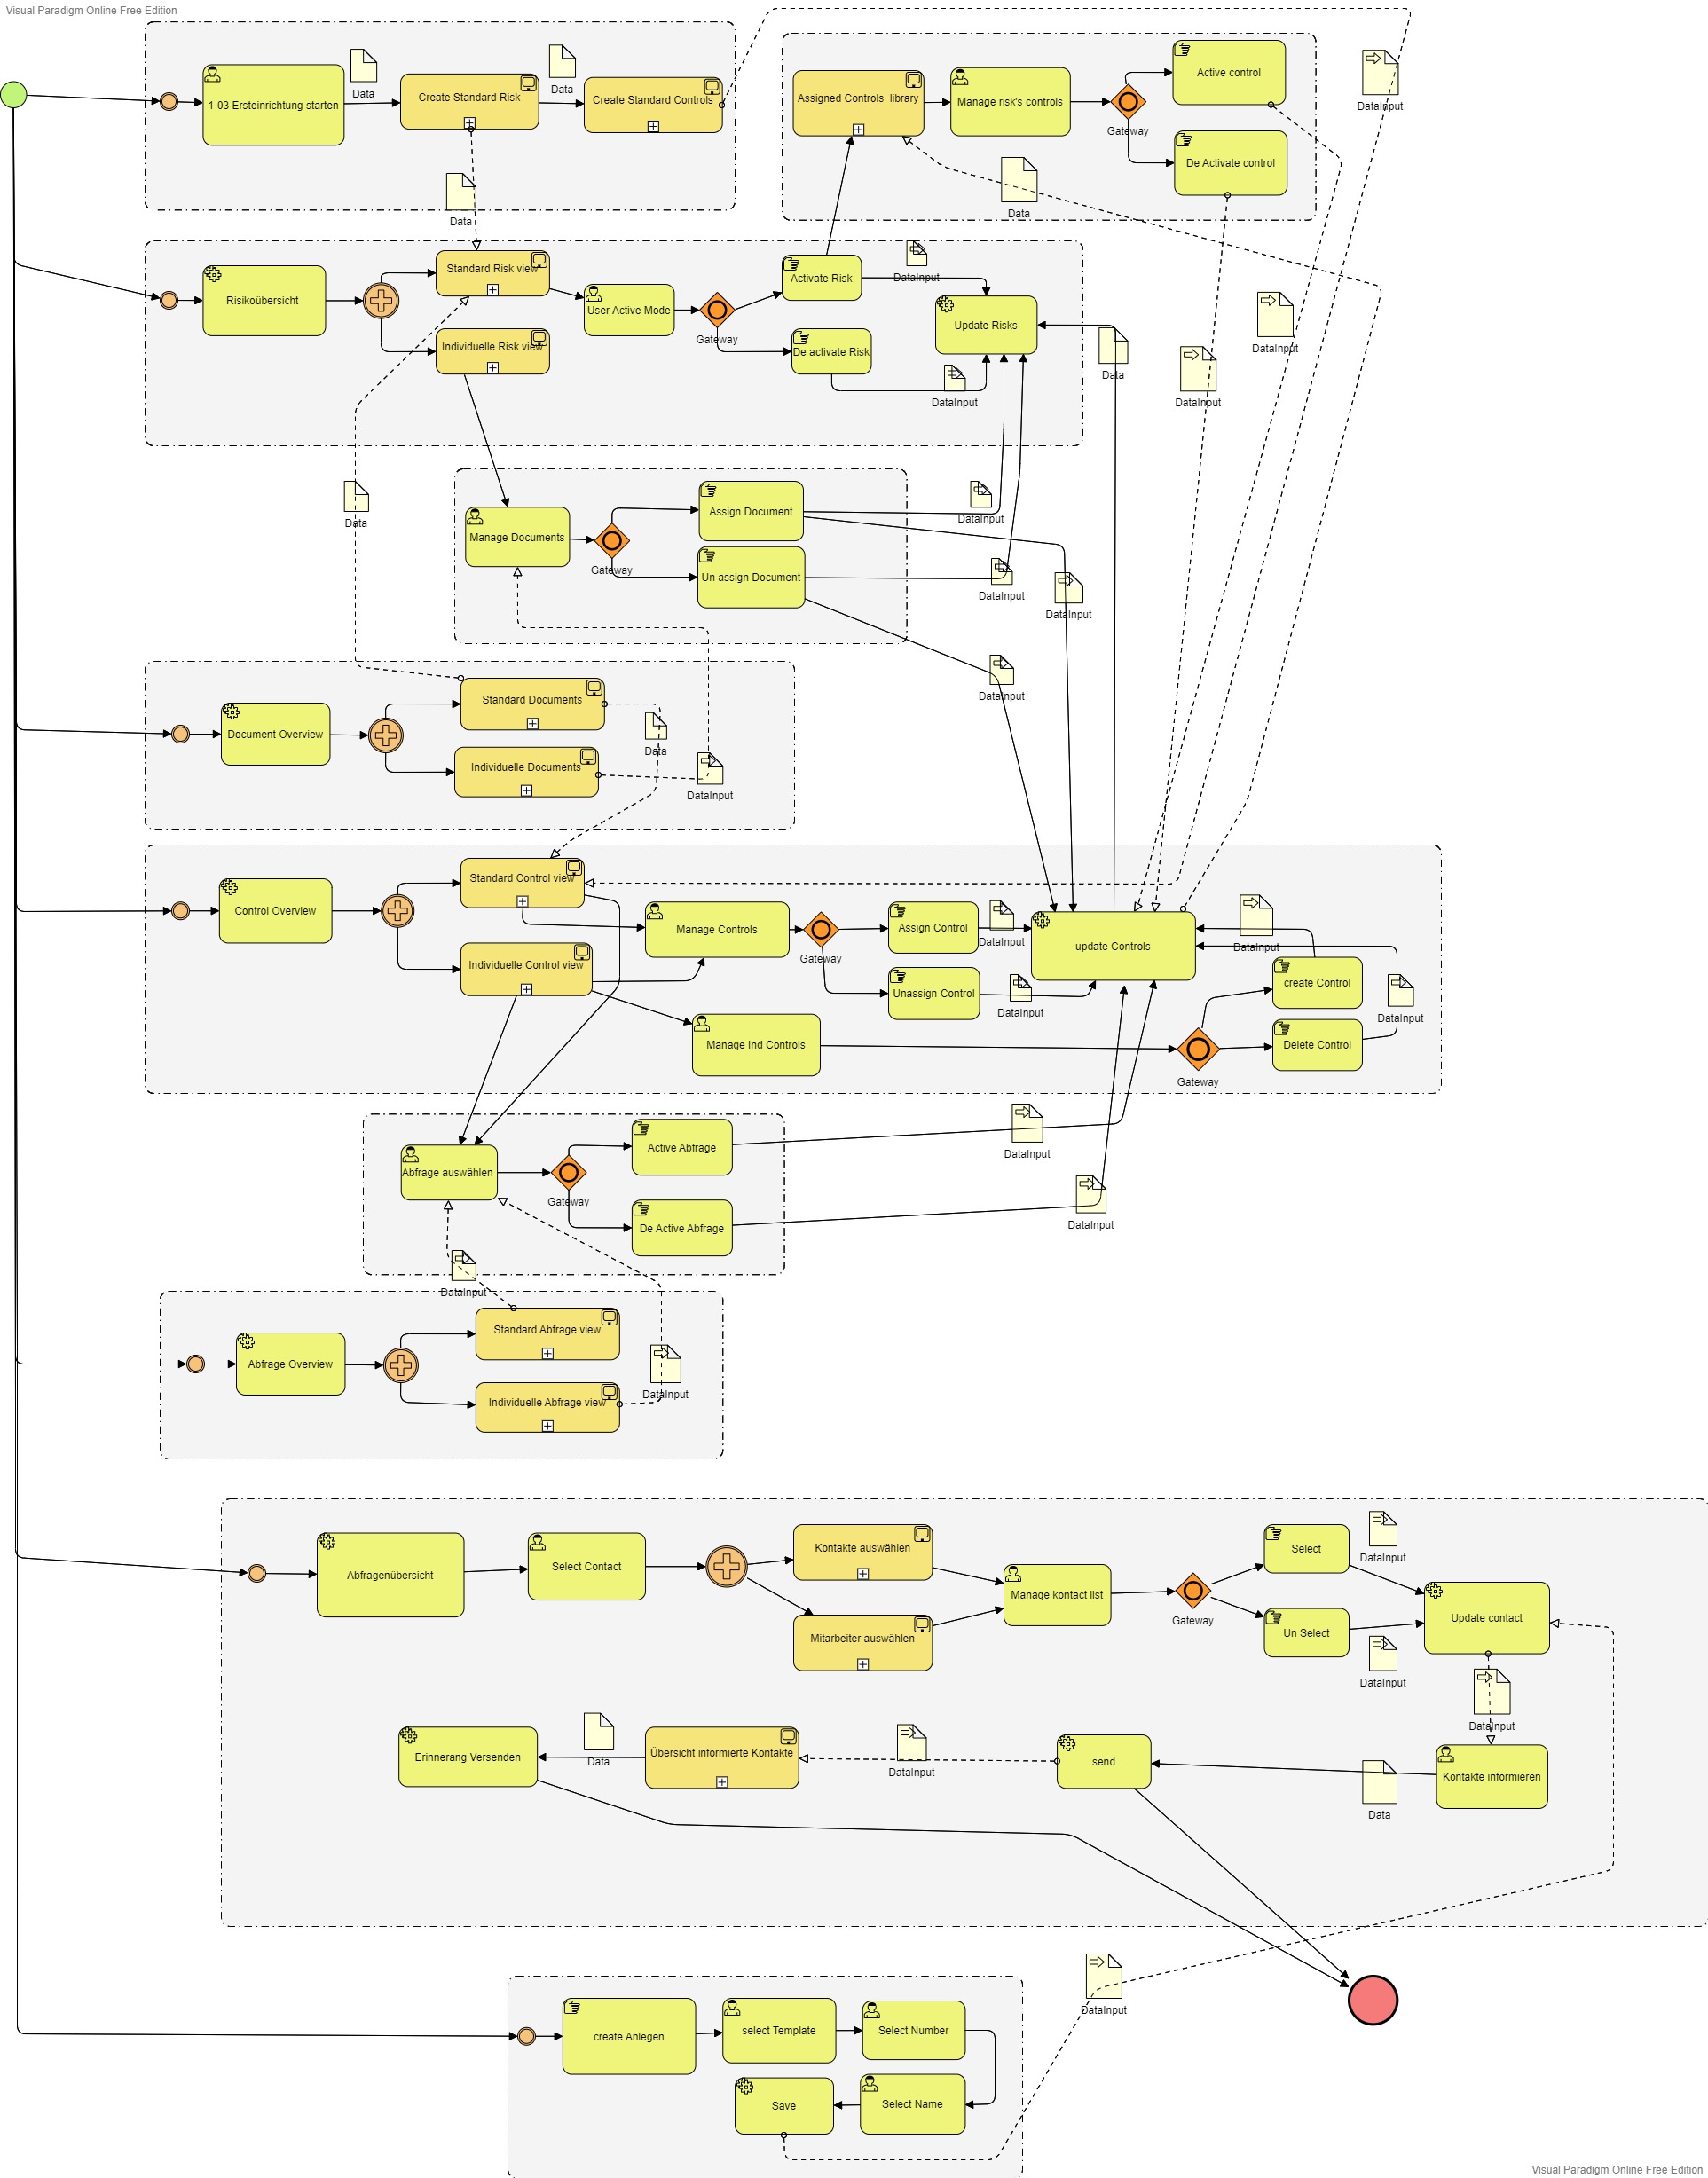 Visual Paradigm Online Free Edition
1-03 Ersteinrichtung starten
Data
Create Standard Risk
Data
Create Standard Controls
Data
Assigned Controls library
Manage risk's controls
Gateway
Active control
De Activate control
Data
DataInput
Risikoübersicht
Standard Risk view
Individuelle Risk view
User Active Mode
Gateway
Activate Risk
De activate Risk
DataInput
Update Risks
DataInput
Data
DataInput
DataInput
Data
Manage Documents
Gateway
Assign Document
Un assign Document
DataInput
DataInput
DataInput
DataInput
Document Overview
Standard Documents
Individuelle Documents
Data
DataInput
Control Overview
Standard Control view
Individuelle Control view
Manage Controls
Gateway
Assign Control
Unassign Control
DataInput
DataInput
update Controls
DataInput
create Control
Delete Control
DataInput
Manage Ind Controls
Gateway
Abfrage auswählen
Gateway
Active Abfrage
De Active Abfrage
DataInput
DataInput
DataInput
Abfrage Overview
Standard Abfrage view
Individuelle Abfrage view
DataInput
Abfragenübersicht
Select Contact
Kontakte auswählen
Mitarbeiter auswählen
Manage kontact list
Gateway
Select
Un Select
DataInput
DataInput
Update contact
DataInput
Erinnerang Versenden
Data
Übersicht informierte Kontakte
DataInput
send
Data
Kontakte informieren
DataInput
create Anlegen
select Template
Select Number
Save
Select Name
Visual Paradigm Online Free Edition